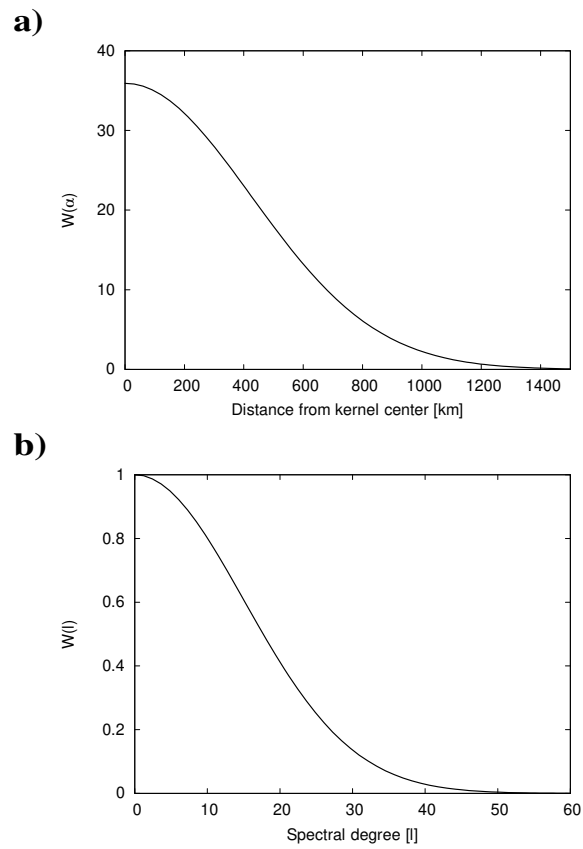 a)
40
30
20
10
0
W(α)
0 200 400 600 800 1000 1200 1400
Distance from kernel center [km]
b)
1
0.8
0.6
0.4
0.2
0
W(l)
0 10 20 30 40 50 60
Spectral degree [l]